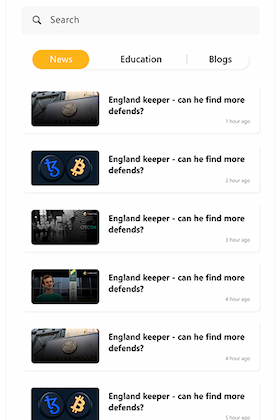 Search
News
Education
Blogs
England keeper - can he find more
defends?
1 hour ago
England keeper - can he find more
defends?
2 hour ago
England keeper - can he find more
defends?
3 hour ago
England keeper - can he find more
defends?
4 hour ago
England keeper - can he find more
defends?
4 hour ago
England keeper - can he find more
defends?
5 hour ago